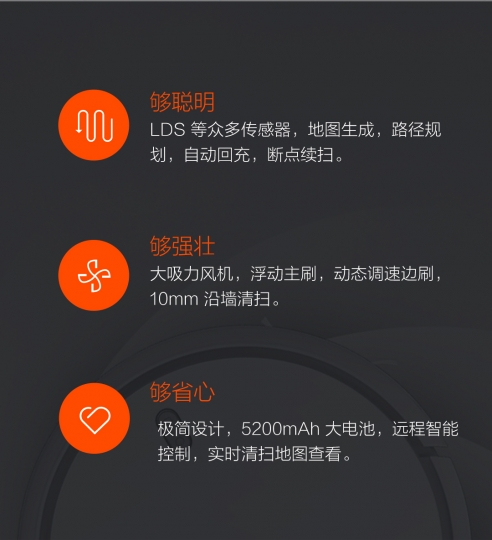 够聪明
LDS 等众多传感器，地图生成，路径规
划，自动回充，断点续扫。
够强壮
大吸力风机，浮动主刷，动态调速边刷，
10mm 沿墙清扫。
够省心
极简设计，5200mAh 大电池，远程智能
控制，实时清扫地图查看。